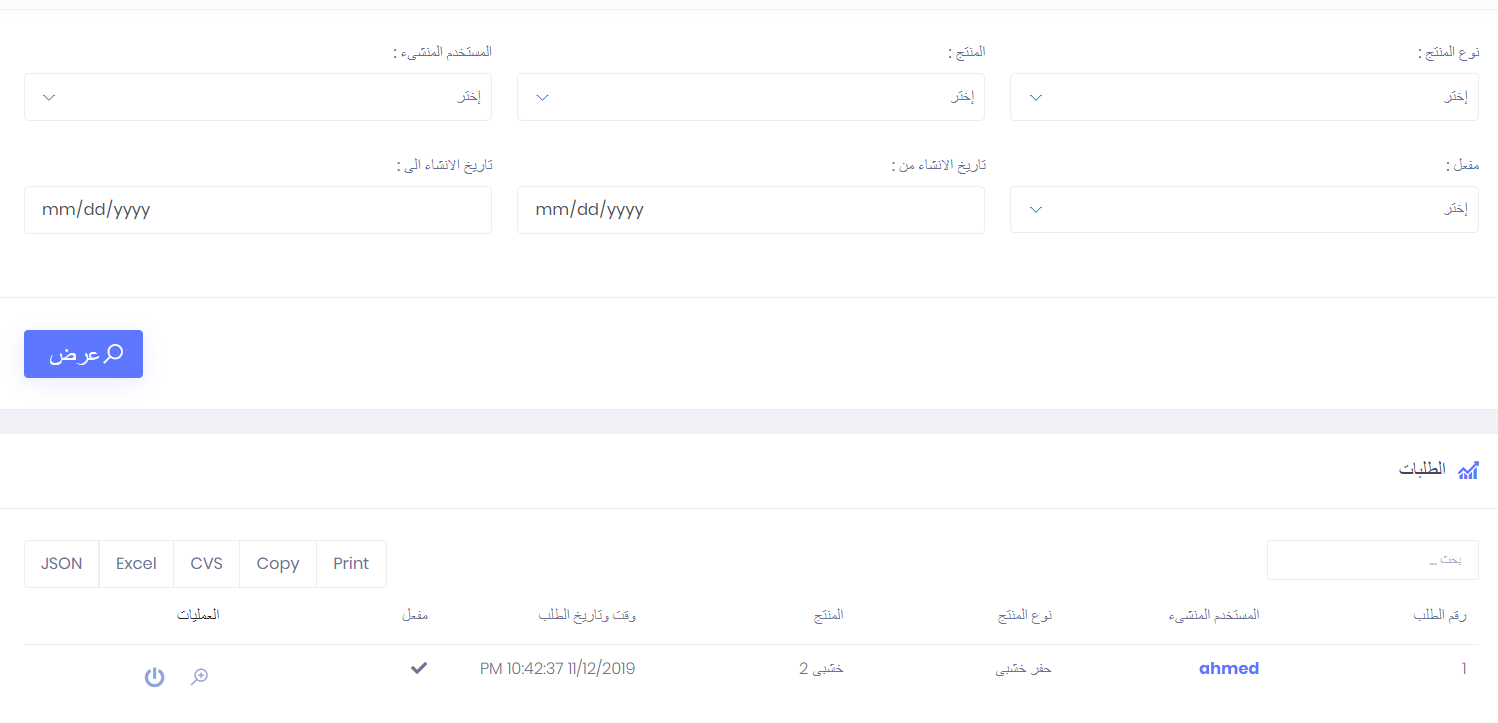 نوع المنتج : المنتج : المستخدم المنشىء :
إختر إختر إختر
مفعل : تاريخ الانشاء من : تاريخ الانشاء الى :
إختر mm/dd/yyyy mm/dd/yyyy
عرض
الطلبات
بحث ... Print Copy CVS Excel JSON
رقم الطلب المستخدم المنشىء نوع المنتج المنتج وقت وتاريخ الطلب مفعل العمليات
1 ahmed حفر خشبى خشبى 2 PM 10:42:37 11/12/2019